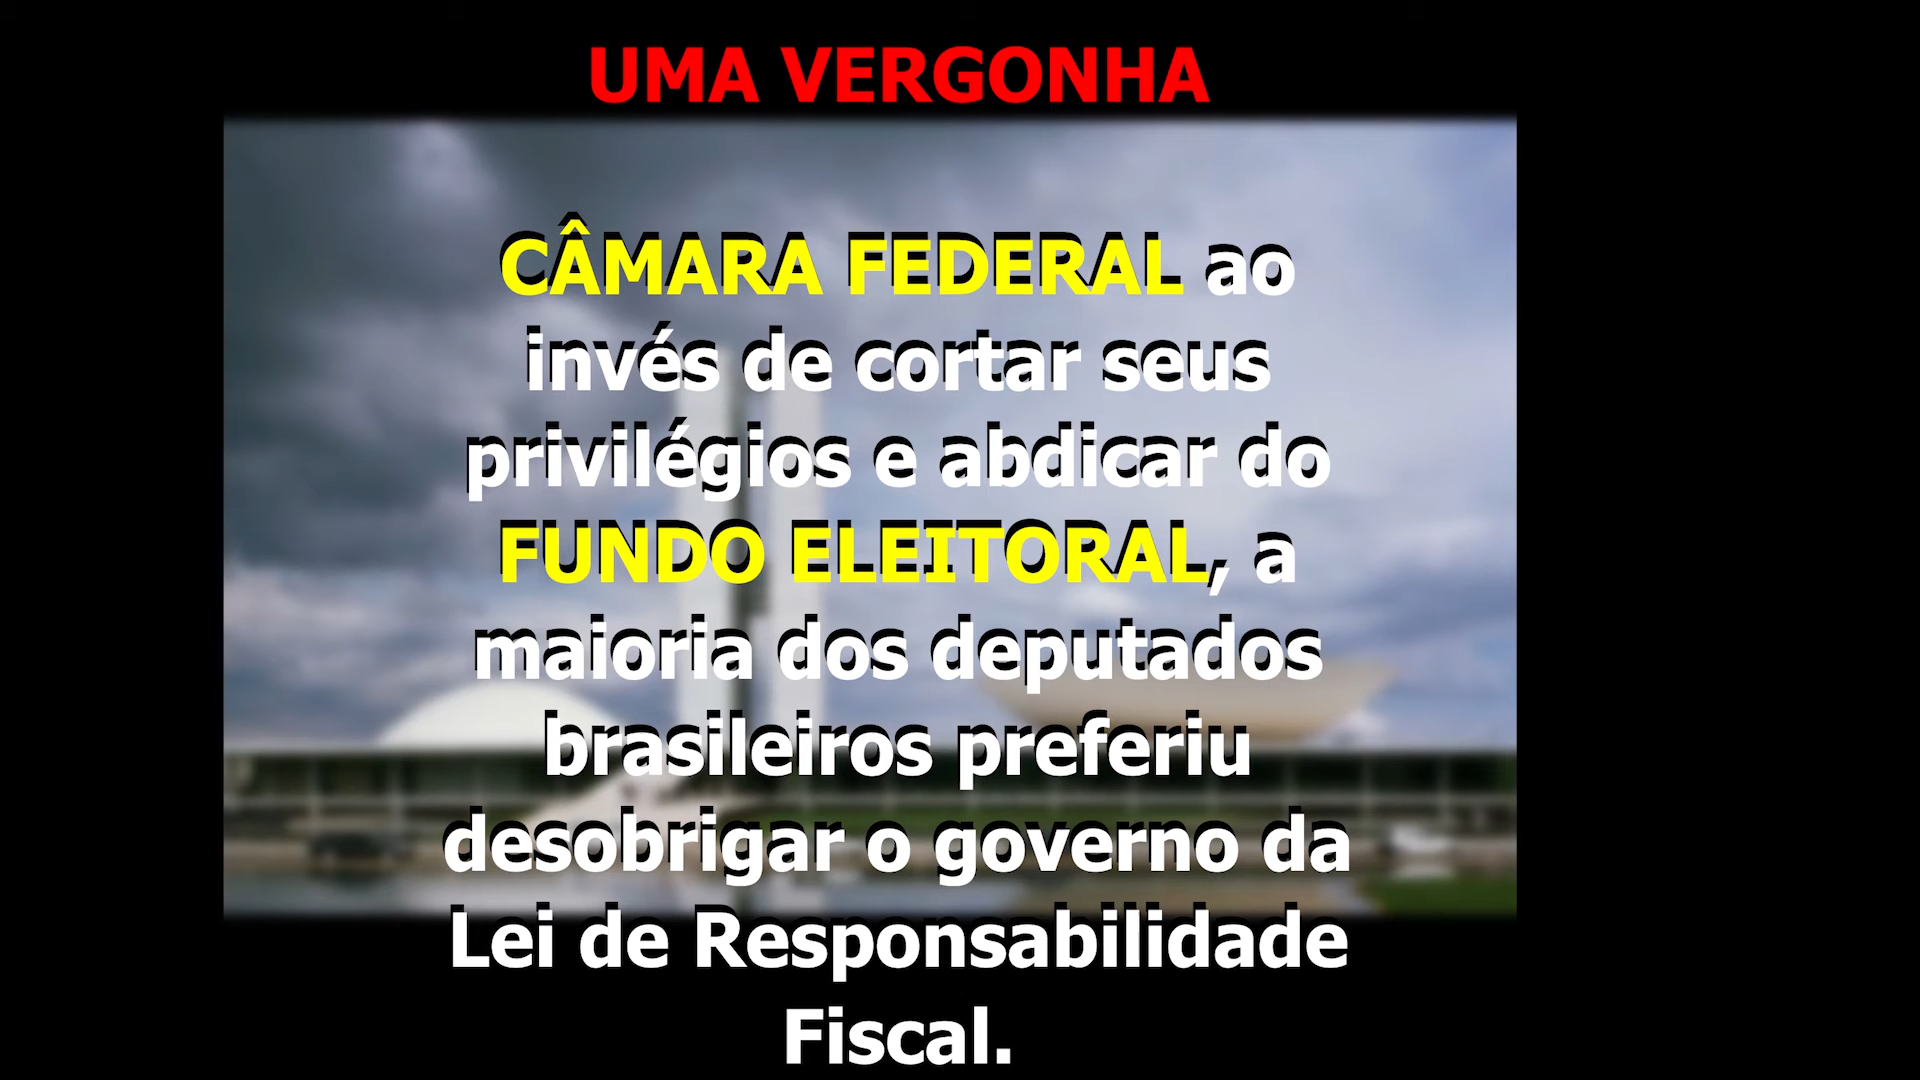 UMA VERGONHA
CÂMARA FEDERAL ao
invés de cortar seus
privilégios e abdicar do
FUNDO ELEITORAL, a
maioria dos deputados
brasileiros preferiu
desobrigar o governo da
Lei de Responsabilidade
Fiscal.